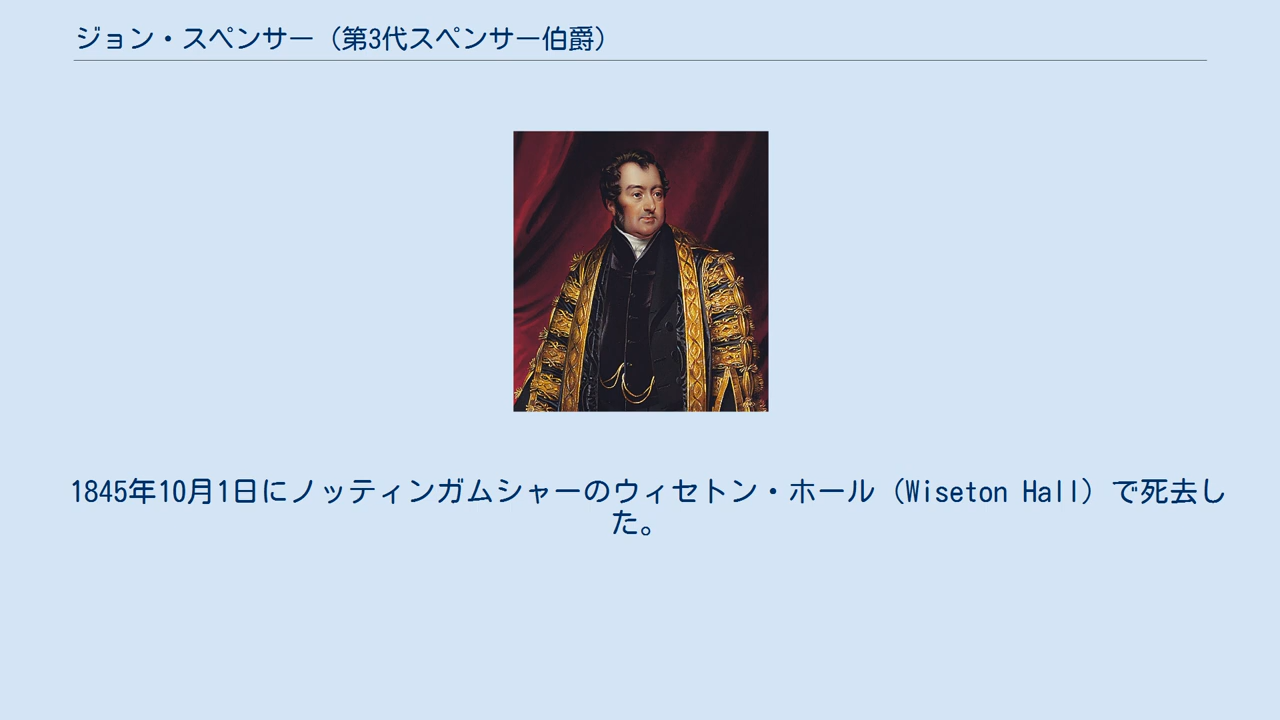 ジョン・スペンサー（第3代スペンサー伯爵）
1845年10月1日にノッティンガムシャーのウィセトン・ホール（Wiseton Hall）で死去し
た。